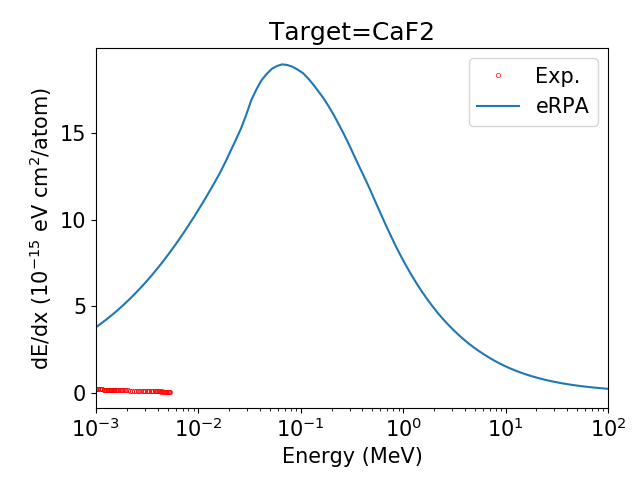 Target=CaF2
Exp.
eRPA
dE/dx (10⁻¹⁵ eV cm²/atom)
15
10
5
0
10⁻³
10⁻²
10⁻¹
10⁰
10¹
10²
Energy (MeV)